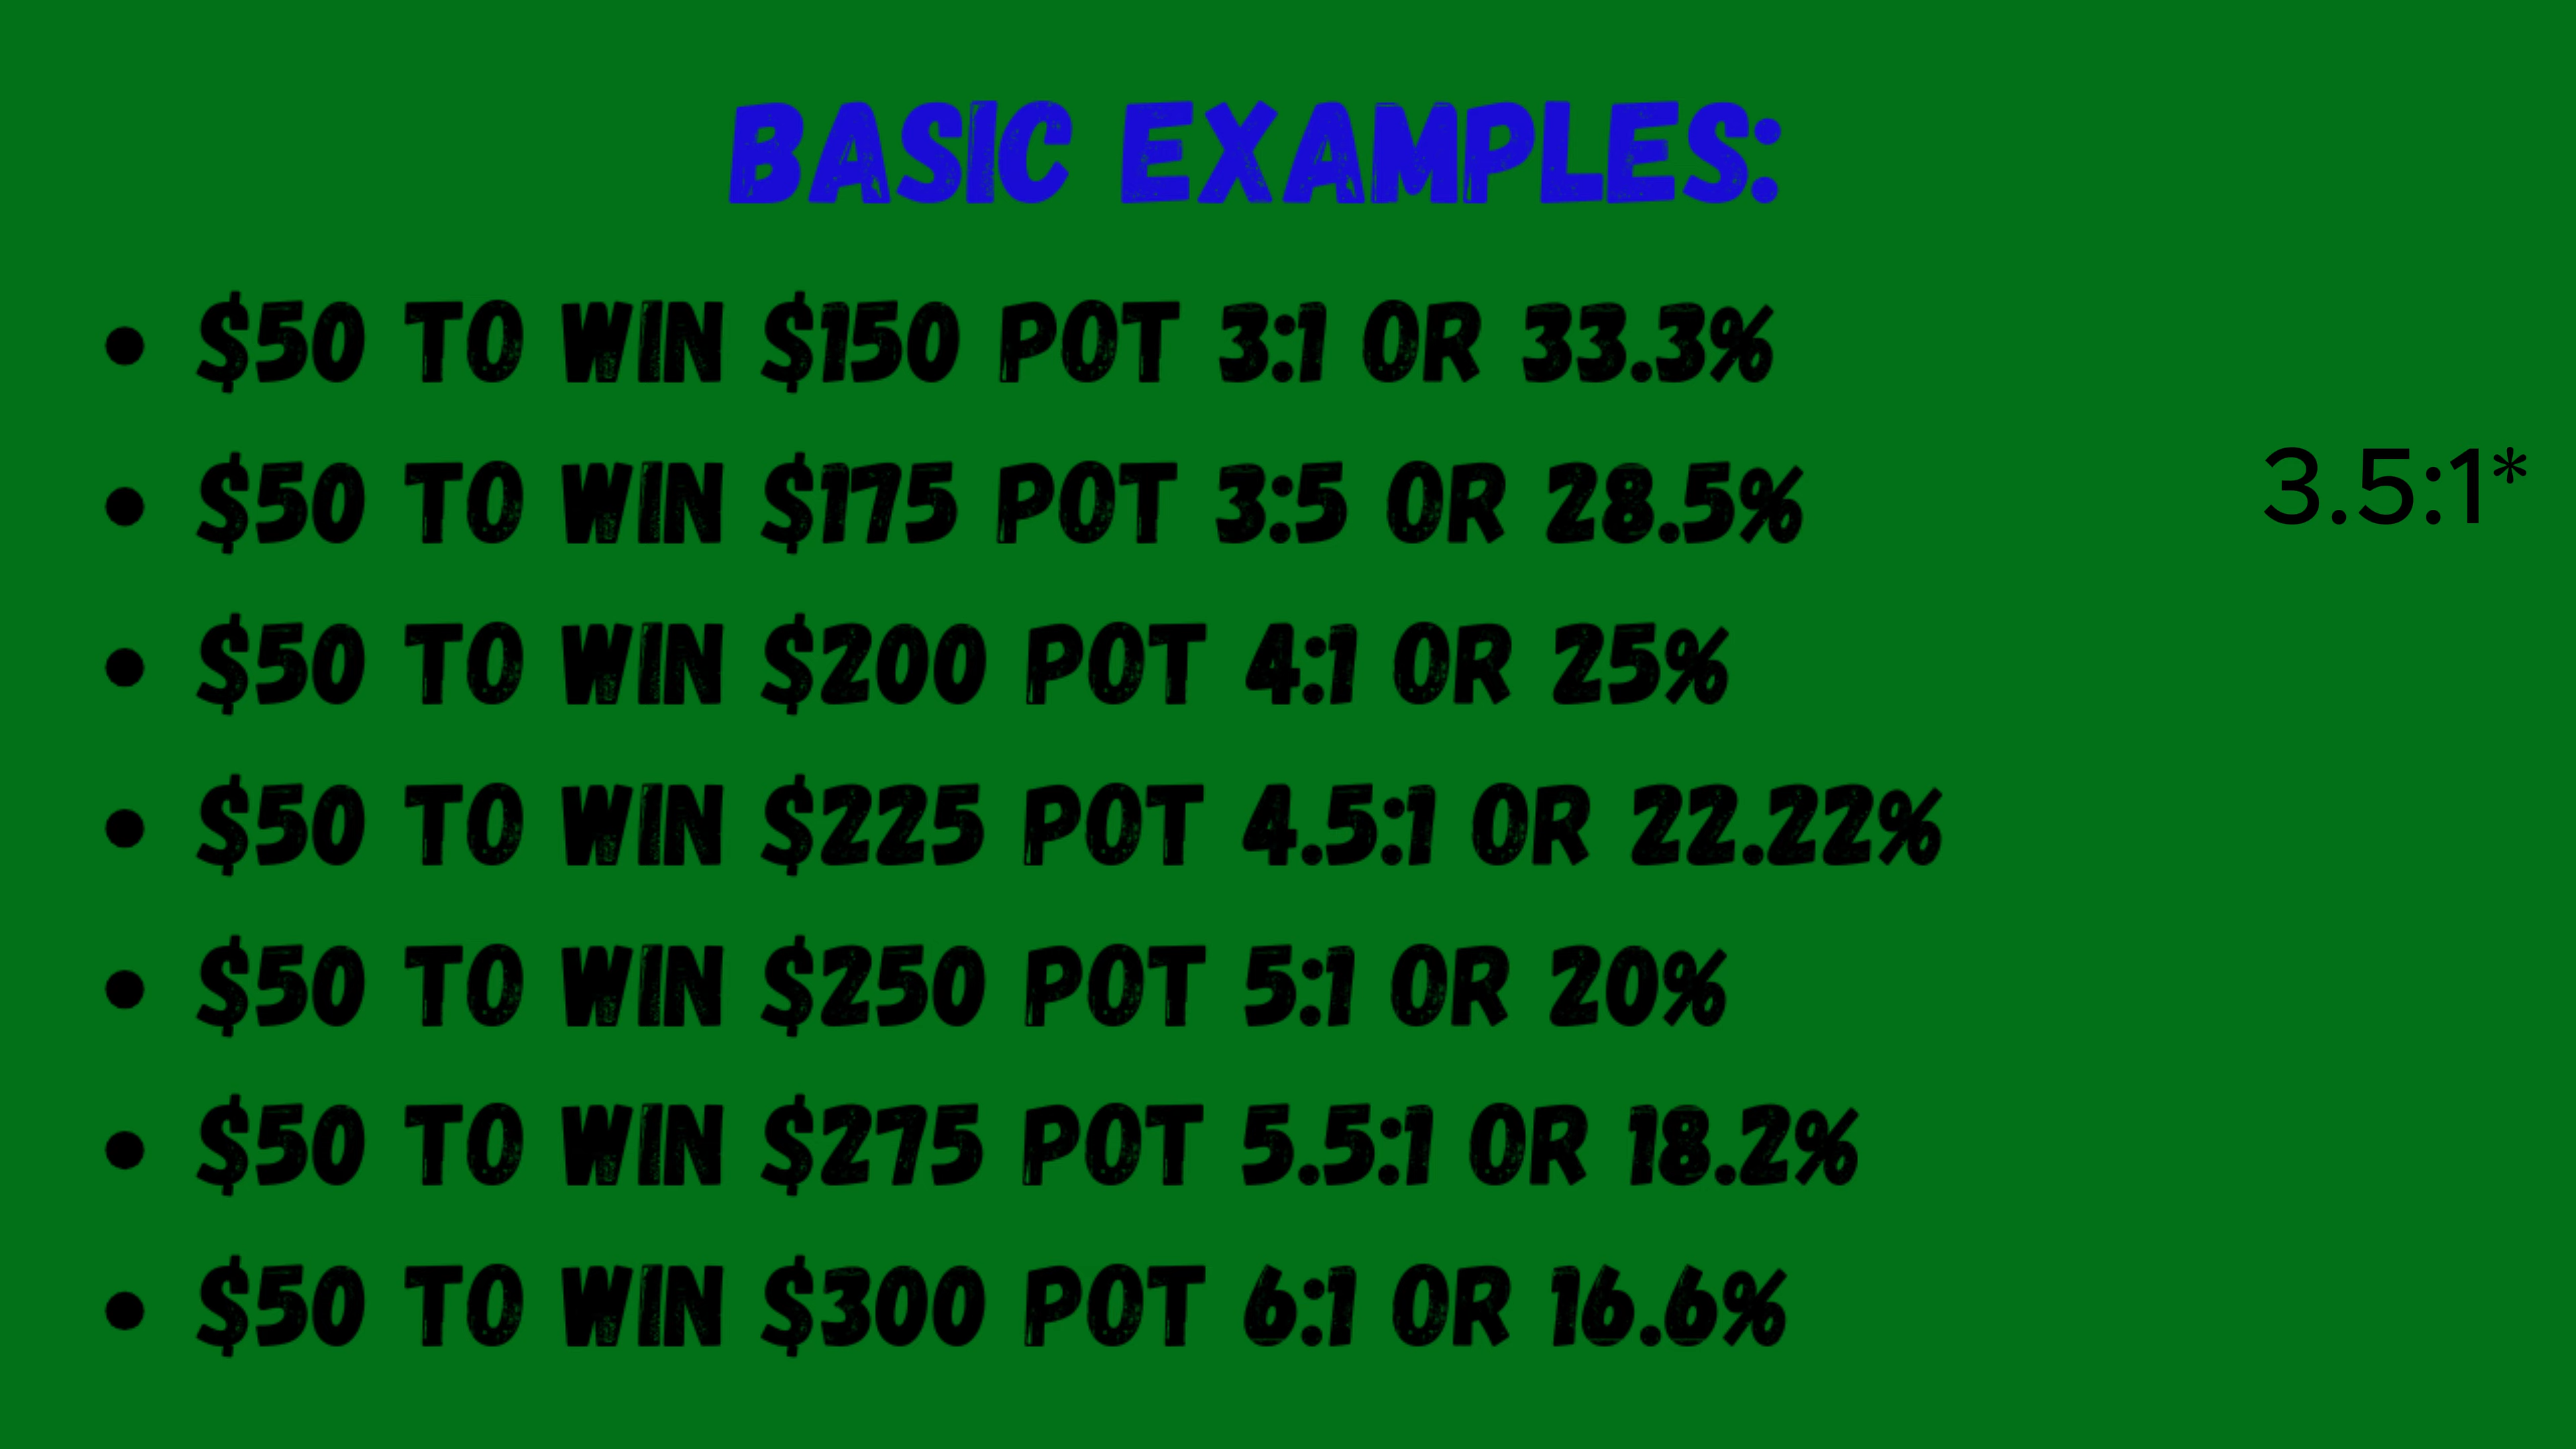 BASIC EXAMPLES:
• $50 TO WIN $150 POT 3:1 OR 33.3%
• $50 TO WIN $175 POT 3:5 OR 28.5%
3.5:1*
• $50 TO WIN $200 POT 4:1 OR 25%
• $50 TO WIN $225 POT 4.5:1 OR 22.22%
• $50 TO WIN $250 POT 5:1 OR 20%
• $50 TO WIN $275 POT 5.5:1 OR 18.2%
• $50 TO WIN $300 POT 6:1 OR 16.6%